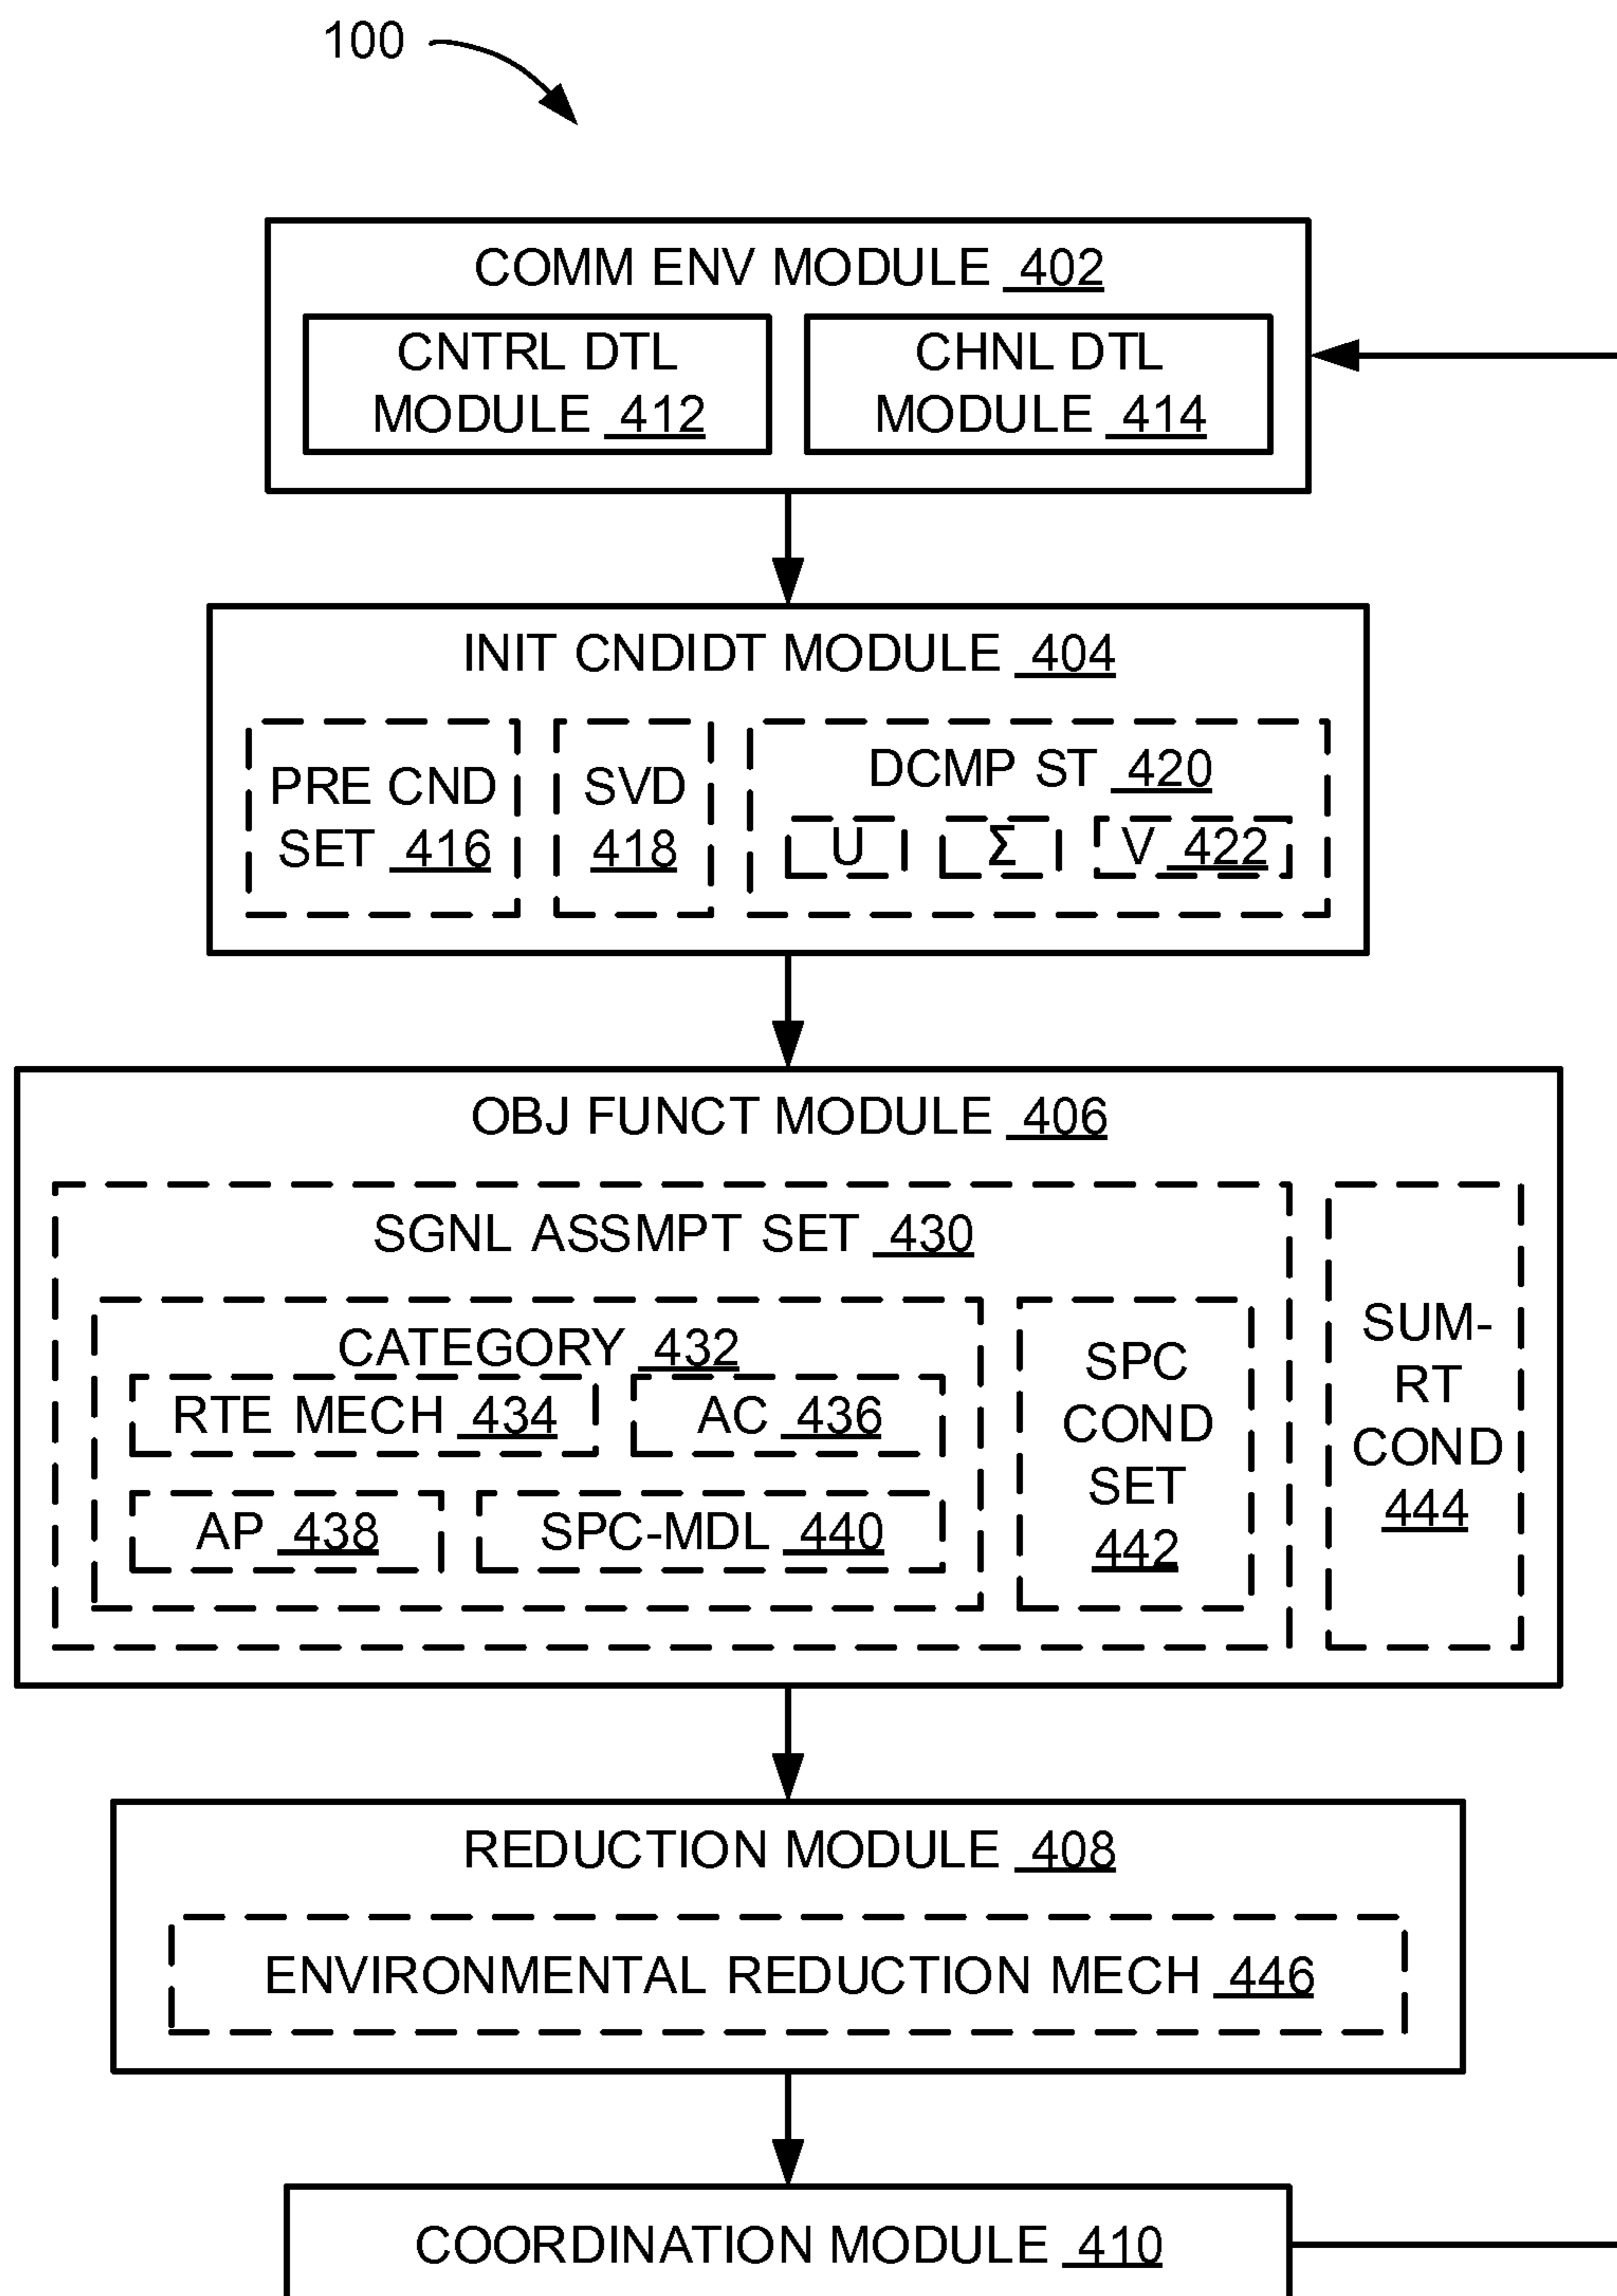 100
COMM ENV MODULE 402
CNTRL DTL
MODULE 412
CHNL DTL
MODULE 414
INIT CNDIDT MODULE 404
PRE CND
SET 416
SVD
418
DCMP ST 420
U
Σ
V 422
OBJ FUNCT MODULE 406
SGNL ASSMPT SET 430
CATEGORY 432
RTE MECH 434
AC 436
AP 438
SPC-MDL 440
SPC
COND
SET
442
SUM-
RT
COND
444
REDUCTION MODULE 408
ENVIRONMENTAL REDUCTION MECH 446
COORDINATION MODULE 410